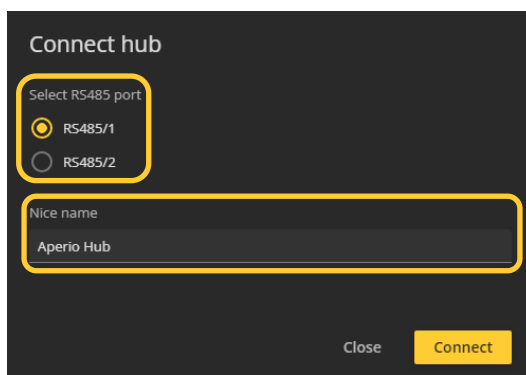 Connect hub
Select RS485 port
RS485/1
RS485/2
Nice name
Aperio Hub
Close Connect